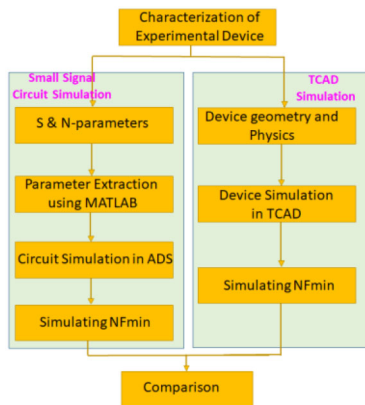 Characterization of
Experimental Device
Small Signal
Circuit Simulation
S & N-parameters
Parameter Extraction
using MATLAB
Circuit Simulation in ADS
Simulating NFmin
TCAD
Simulation
Device geometry and
Physics
Device Simulation
in TCAD
Simulating NFmin
Comparison